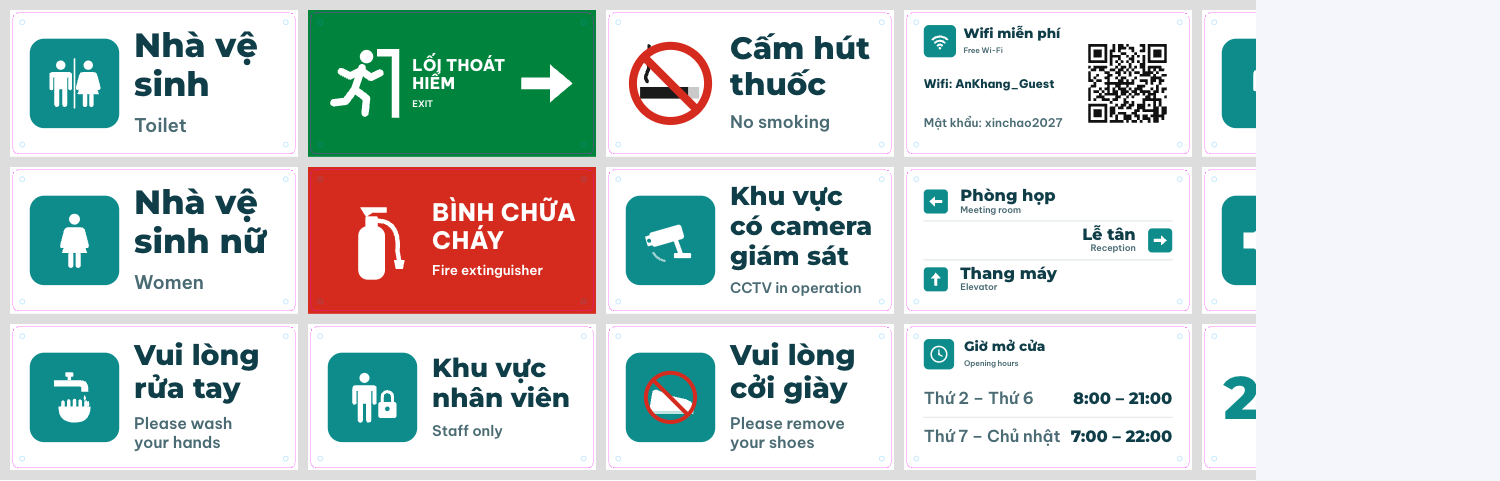 Nhà vệ
sinh
Toilet
LỐI THOÁT
HIỂM
EXIT
Cấm hút
thuốc
No smoking
Wifi miễn phí
Free Wi-Fi
Wifi: AnKhang_Guest
Mật khẩu: xinchao2027
Nhà vệ
sinh nữ
Women
BÌNH CHỮA
CHÁY
Fire extinguisher
Khu vực
có camera
giám sát
CCTV in operation
Phòng họp
Meeting room
Lễ tân
Reception
Thang máy
Elevator
Vui lòng
rửa tay
Please wash
your hands
Khu vực
nhân viên
Staff only
Vui lòng
cởi giày
Please remove
your shoes
Giờ mở cửa
Opening hours
Thứ 2 – Thứ 6 8:00 – 21:00
Thứ 7 – Chủ nhật 7:00 – 22:00
2